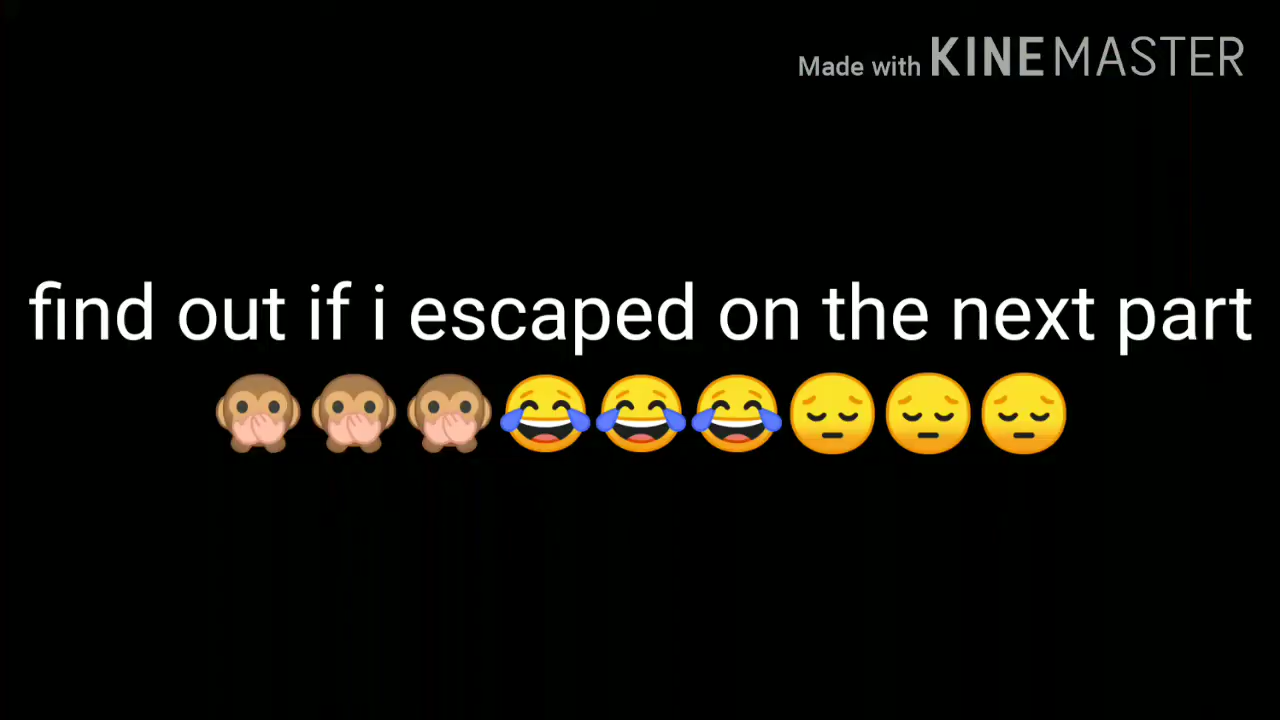 Made with KINEMASTER
find out if i escaped on the next part
🙊🙊🙊😂😂😂😔😔😔